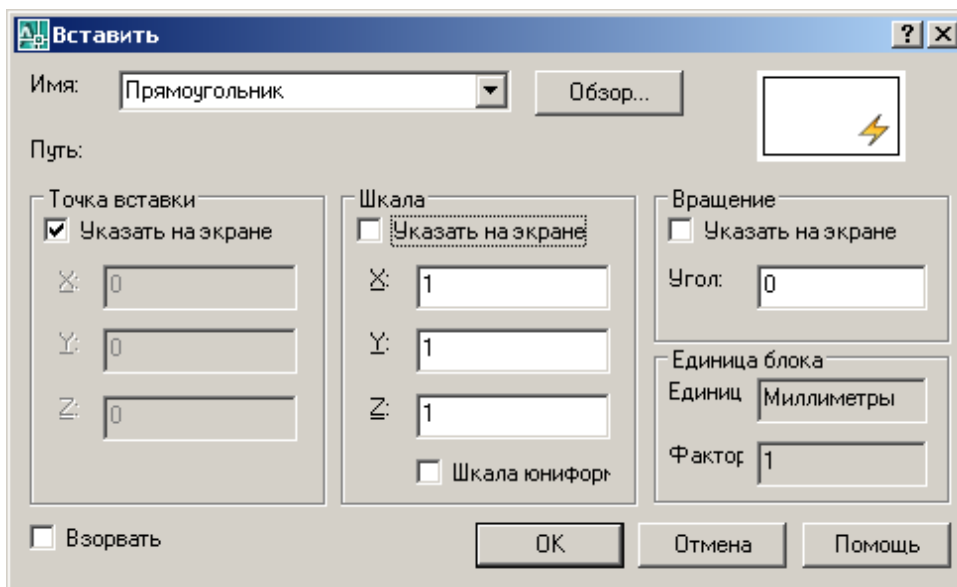 Вставить
Имя:
Прямоугольник
Обзор...
Путь:
Точка вставки
Указать на экране
X: 0
Y: 0
Z: 0
Шкала
Указать на экране
X: 1
Y: 1
Z: 1
Шкала юниформ
Вращение
Указать на экране
Угол: 0
Единица блока
Единиц Миллиметры
Фактор 1
Взорвать
OK
Отмена
Помощь